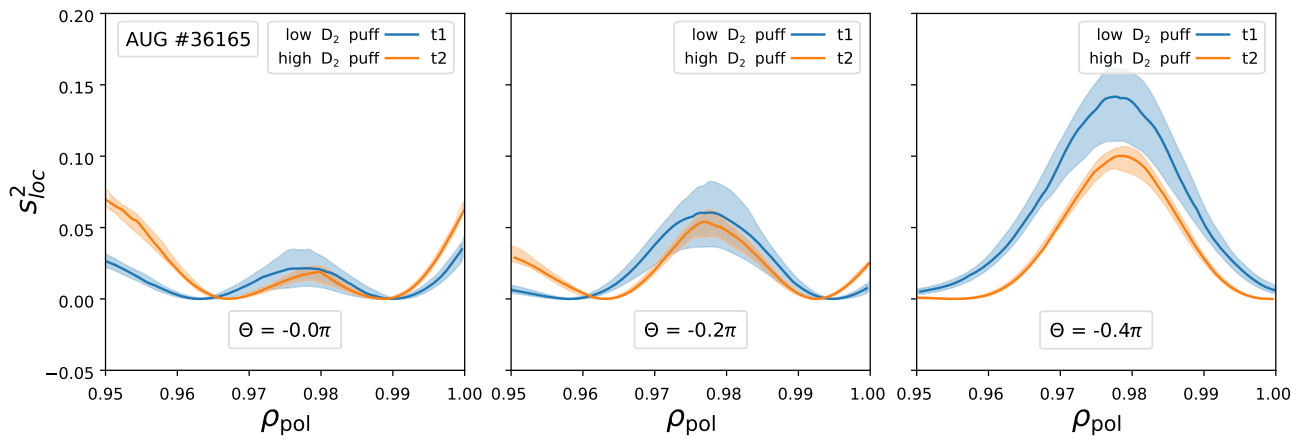 AUG #36165
low D₂ puff t1
high D₂ puff t2
Θ = -0.0π
low D₂ puff t1
high D₂ puff t2
Θ = -0.2π
low D₂ puff t1
high D₂ puff t2
Θ = -0.4π
s²loc
0.20
0.15
0.10
0.05
0.00
−0.05
0.95 0.96 0.97 0.98 0.99 1.00
0.95 0.96 0.97 0.98 0.99 1.00
0.95 0.96 0.97 0.98 0.99 1.00
ρpol
ρpol
ρpol